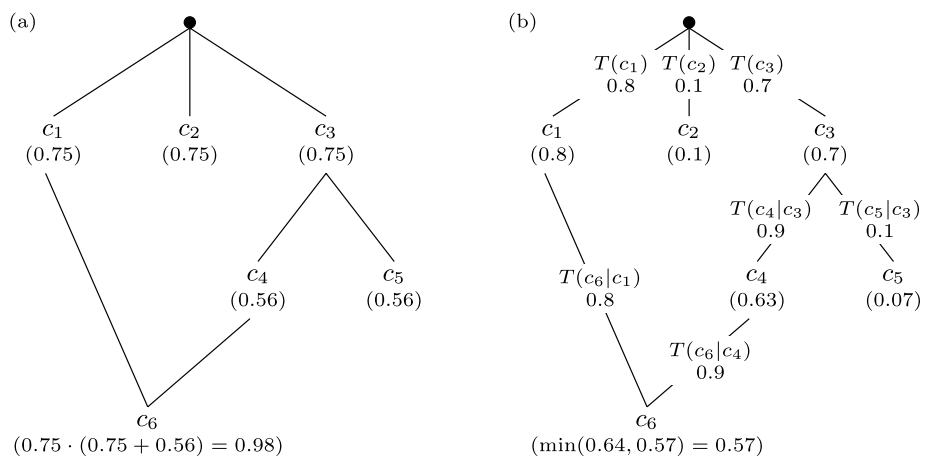 (a)
c₁ c₂ c₃
(0.75) (0.75) (0.75)
c₄ c₅
(0.56) (0.56)
c₆
(0.75 · (0.75 + 0.56) = 0.98)
(b)
T(c₁) T(c₂) T(c₃)
0.8 0.1 0.7
c₁ c₂ c₃
(0.8) (0.1) (0.7)
T(c₄|c₃) T(c₅|c₃)
0.9 0.1
T(c₆|c₁) c₄ c₅
0.8 (0.63) (0.07)
T(c₆|c₄)
0.9
c₆
(min(0.64, 0.57) = 0.57)